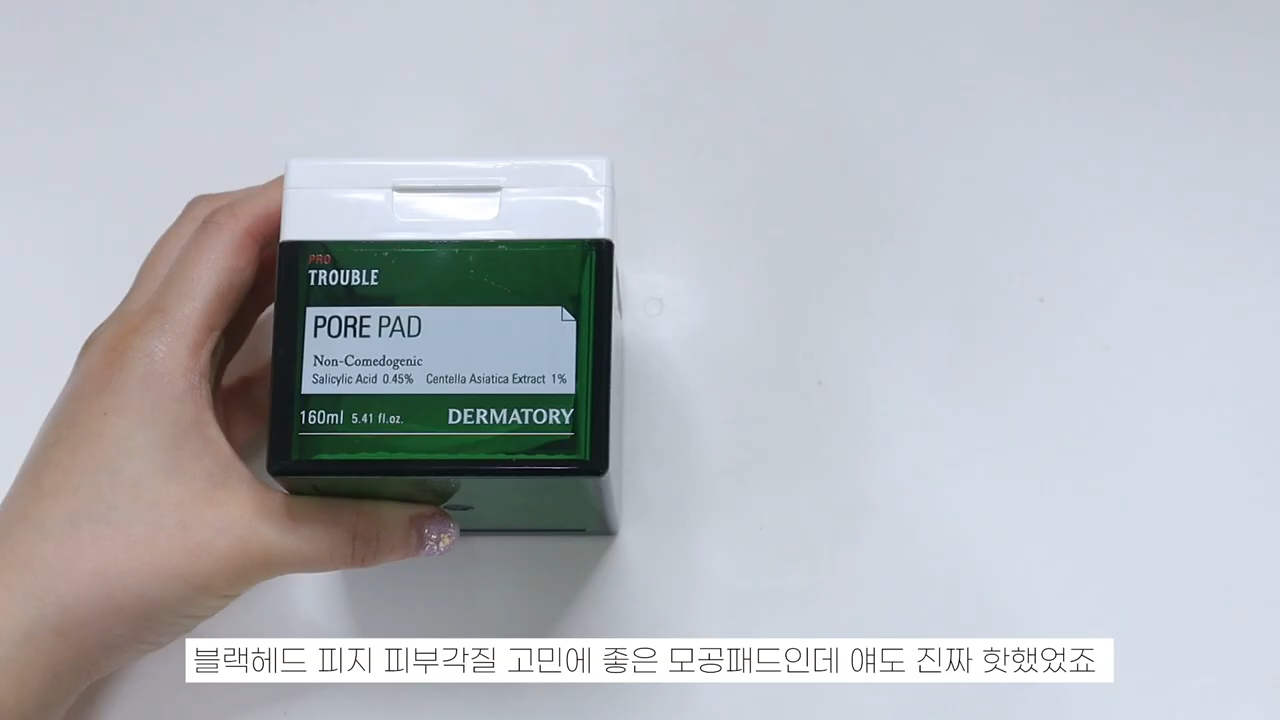 PRO
TROUBLE
PORE PAD
Non-Comedogenic
Salicylic Acid 0.45% Centella Asiatica Extract 1%
160ml 5.41 fl.oz. DERMATORY
블랙헤드 피지 피부각질 고민에 좋은 모공패드인데 얘도 진짜 핫했었죠